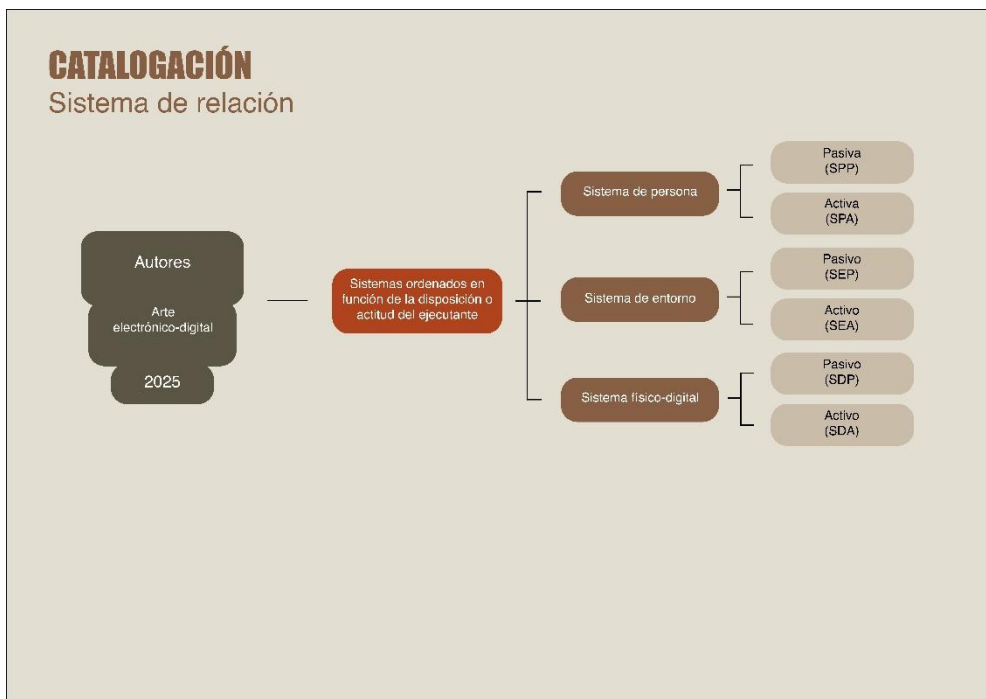 CATALOGACIÓN
Sistema de relación
Autores
Arte
electrónico-digital
2025
Sistemas ordenados en
función de la disposición o
actitud del ejecutante
Sistema de persona
Pasiva
(SPP)
Activa
(SPA)
Sistema de entorno
Pasivo
(SEP)
Activo
(SEA)
Sistema físico-digital
Pasivo
(SDP)
Activo
(SDA)